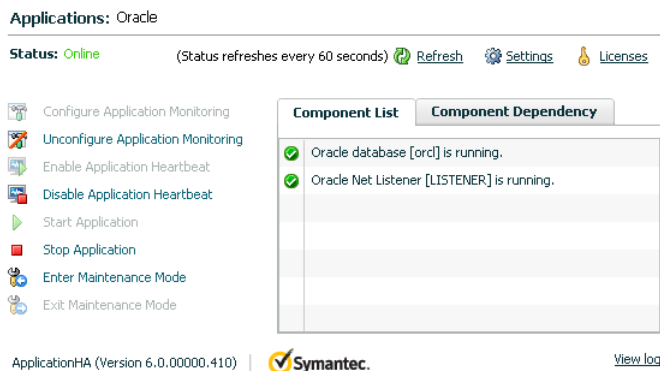 Applications: Oracle
Status: Online (Status refreshes every 60 seconds) Refresh Settings Licenses
Configure Application Monitoring
Unconfigure Application Monitoring
Enable Application Heartbeat
Disable Application Heartbeat
Start Application
Stop Application
Enter Maintenance Mode
Exit Maintenance Mode
Component List Component Dependency
Oracle database [orcl] is running.
Oracle Net Listener [LISTENER] is running.
ApplicationHA (Version 6.0.00000.410) Symantec. View log